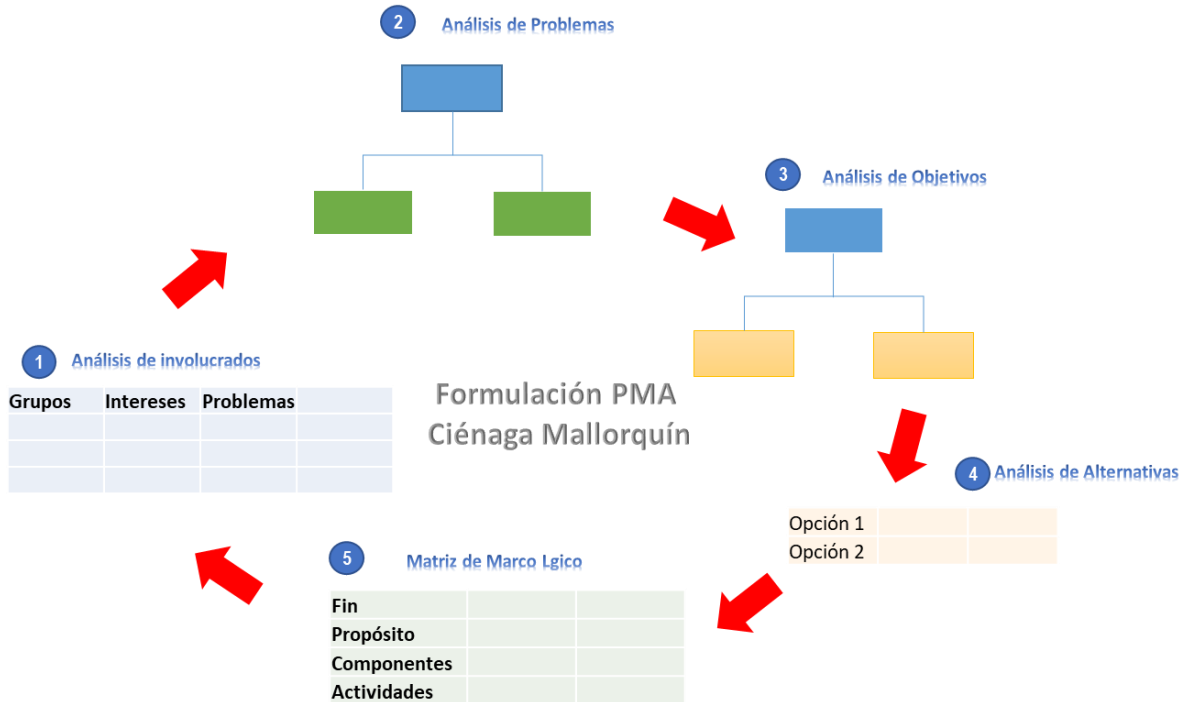 2 Análisis de Problemas
3 Análisis de Objetivos
1 Análisis de involucrados
Grupos Intereses Problemas
Formulación PMA
Ciénaga Mallorquín
4 Análisis de Alternativas
Opción 1
Opción 2
5 Matriz de Marco Lgico
Fin
Propósito
Componentes
Actividades